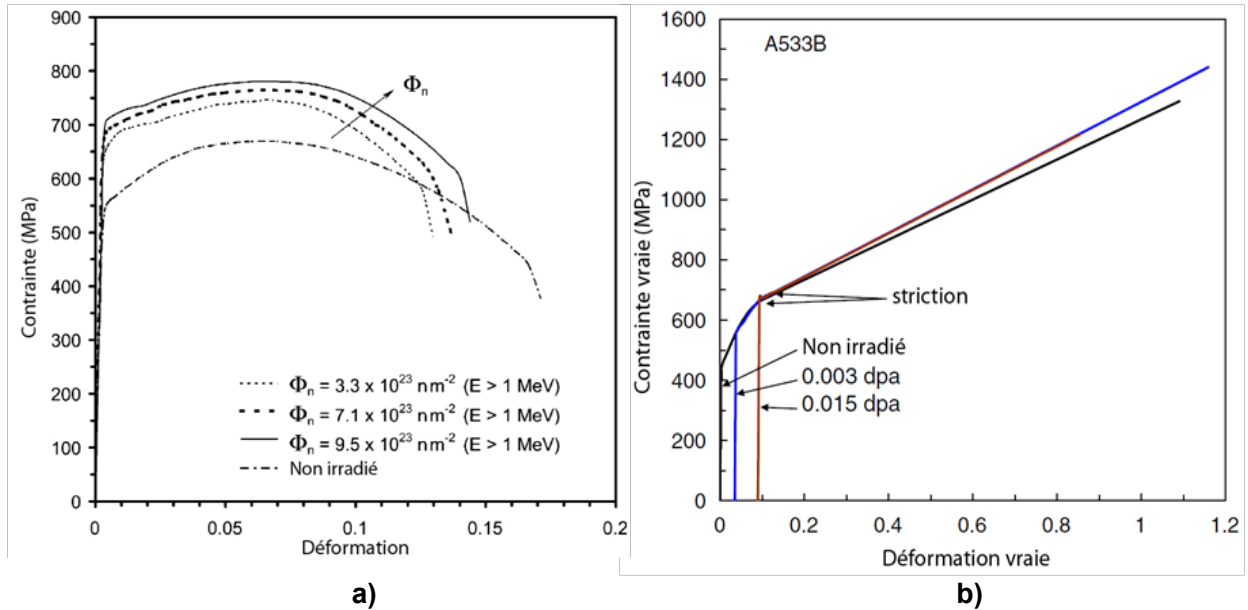 900
800
700
600
500
400
300
200
100
0
Contrainte (MPa)
Φn
Φn = 3.3 x 10²³ nm⁻² (E > 1 MeV)
Φn = 7.1 x 10²³ nm⁻² (E > 1 MeV)
Φn = 9.5 x 10²³ nm⁻² (E > 1 MeV)
Non irradié
0 0.05 0.1 0.15 0.2
Déformation
a)
1600
1400
1200
1000
800
600
400
200
0
Contrainte vraie (MPa)
A533B
striction
Non irradié
0.003 dpa
0.015 dpa
0 0.2 0.4 0.6 0.8 1 1.2
Déformation vraie
b)